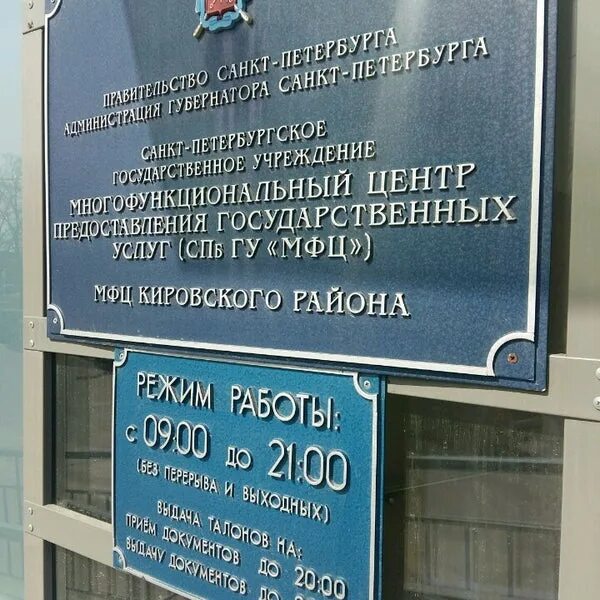 ПРАВИТЕЛЬСТВО САНКТ-ПЕТЕРБУРГА
АДМИНИСТРАЦИЯ ГУБЕРНАТОРА САНКТ-ПЕТЕРБУРГА
САНКТ-ПЕТЕРБУРГСКОЕ
ГОСУДАРСТВЕННОЕ УЧРЕЖДЕНИЕ
МНОГОФУНКЦИОНАЛЬНЫЙ ЦЕНТР
ПРЕДОСТАВЛЕНИЯ ГОСУДАРСТВЕННЫХ
УСЛУГ (СПб ГУ «МФЦ»)
МФЦ КИРОВСКОГО РАЙОНА
РЕЖИМ РАБОТЫ:
с 09:00 до 21:00
(БЕЗ ПЕРЕРЫВА И ВЫХОДНЫХ)
ВЫДАЧА ТАЛОНОВ НА:
ПРИЁМ ДОКУМЕНТОВ ДО 20:00
ВЫДАЧУ ДОКУМЕНТОВ ДО